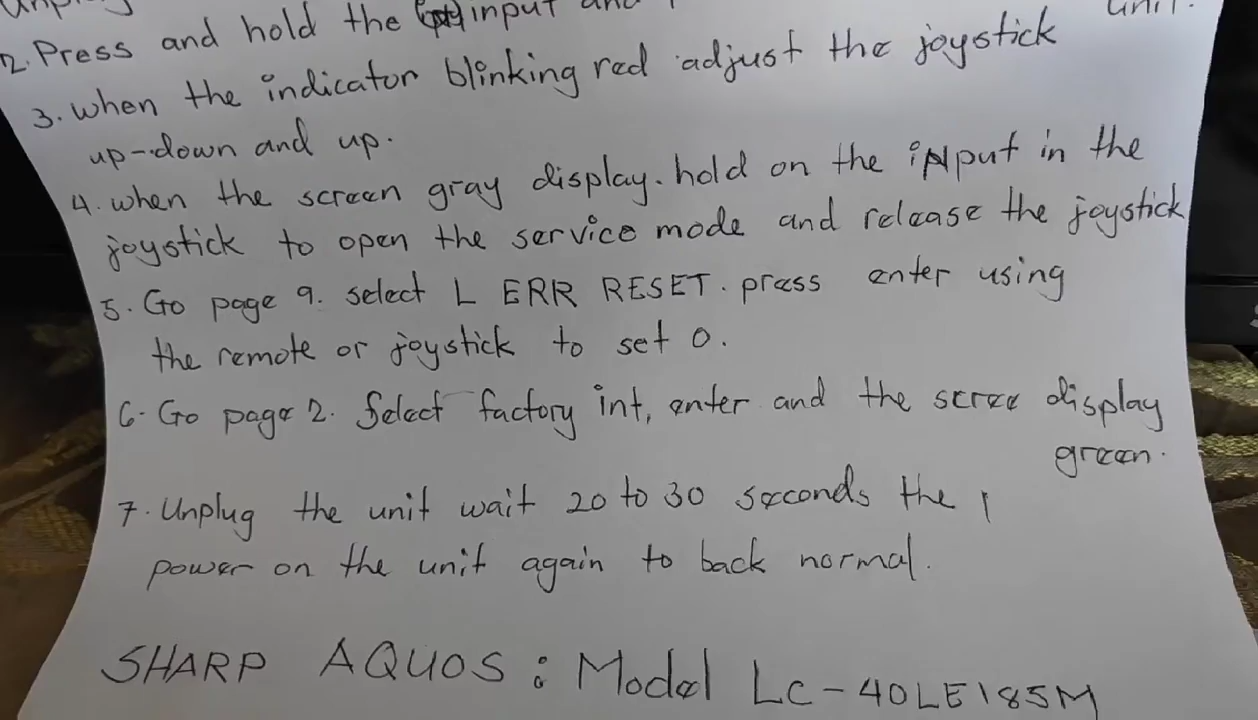 unit.
2. Press and hold the input and
3. when the indicator blinking red adjust the joystick
up-down and up.
4. when the screen gray display. hold on the input in the
joystick to open the service mode and release the joystick
5. Go page 9. select L ERR RESET. press enter using
the remote or joystick to set 0.
6. Go page 2. Select factory int, enter and the scree display
green.
7. Unplug the unit wait 20 to 30 seconds the
power on the unit again to back normal.
SHARP AQUOS : Model LC-40LE185M